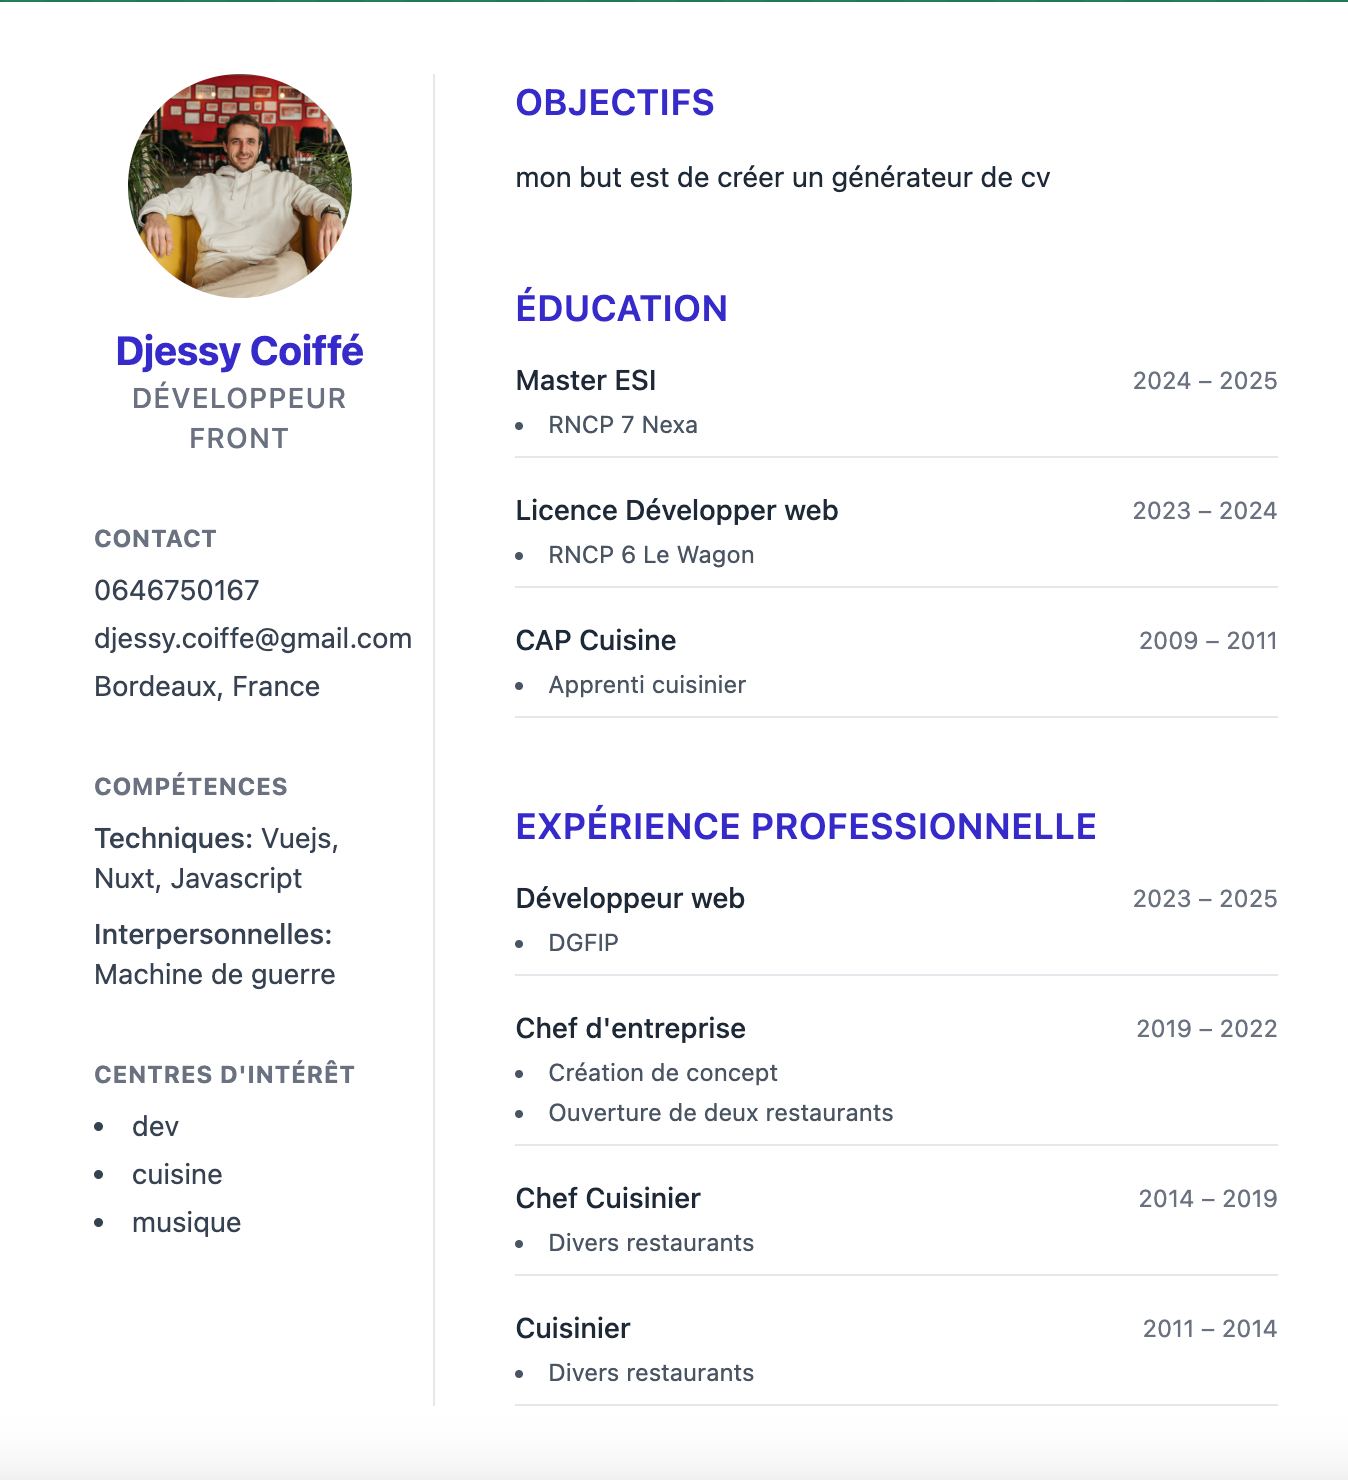 Djessy Coiffé
DÉVELOPPEUR
FRONT
CONTACT
0646750167
djessy.coiffe@gmail.com
Bordeaux, France
COMPÉTENCES
Techniques: Vuejs,
Nuxt, Javascript
Interpersonnelles:
Machine de guerre
CENTRES D'INTÉRÊT
• dev
• cuisine
• musique
OBJECTIFS
mon but est de créer un générateur de cv
ÉDUCATION
Master ESI 2024 – 2025
• RNCP 7 Nexa
Licence Développer web 2023 – 2024
• RNCP 6 Le Wagon
CAP Cuisine 2009 – 2011
• Apprenti cuisinier
EXPÉRIENCE PROFESSIONNELLE
Développeur web 2023 – 2025
• DGFIP
Chef d'entreprise 2019 – 2022
• Création de concept
• Ouverture de deux restaurants
Chef Cuisinier 2014 – 2019
• Divers restaurants
Cuisinier 2011 – 2014
• Divers restaurants